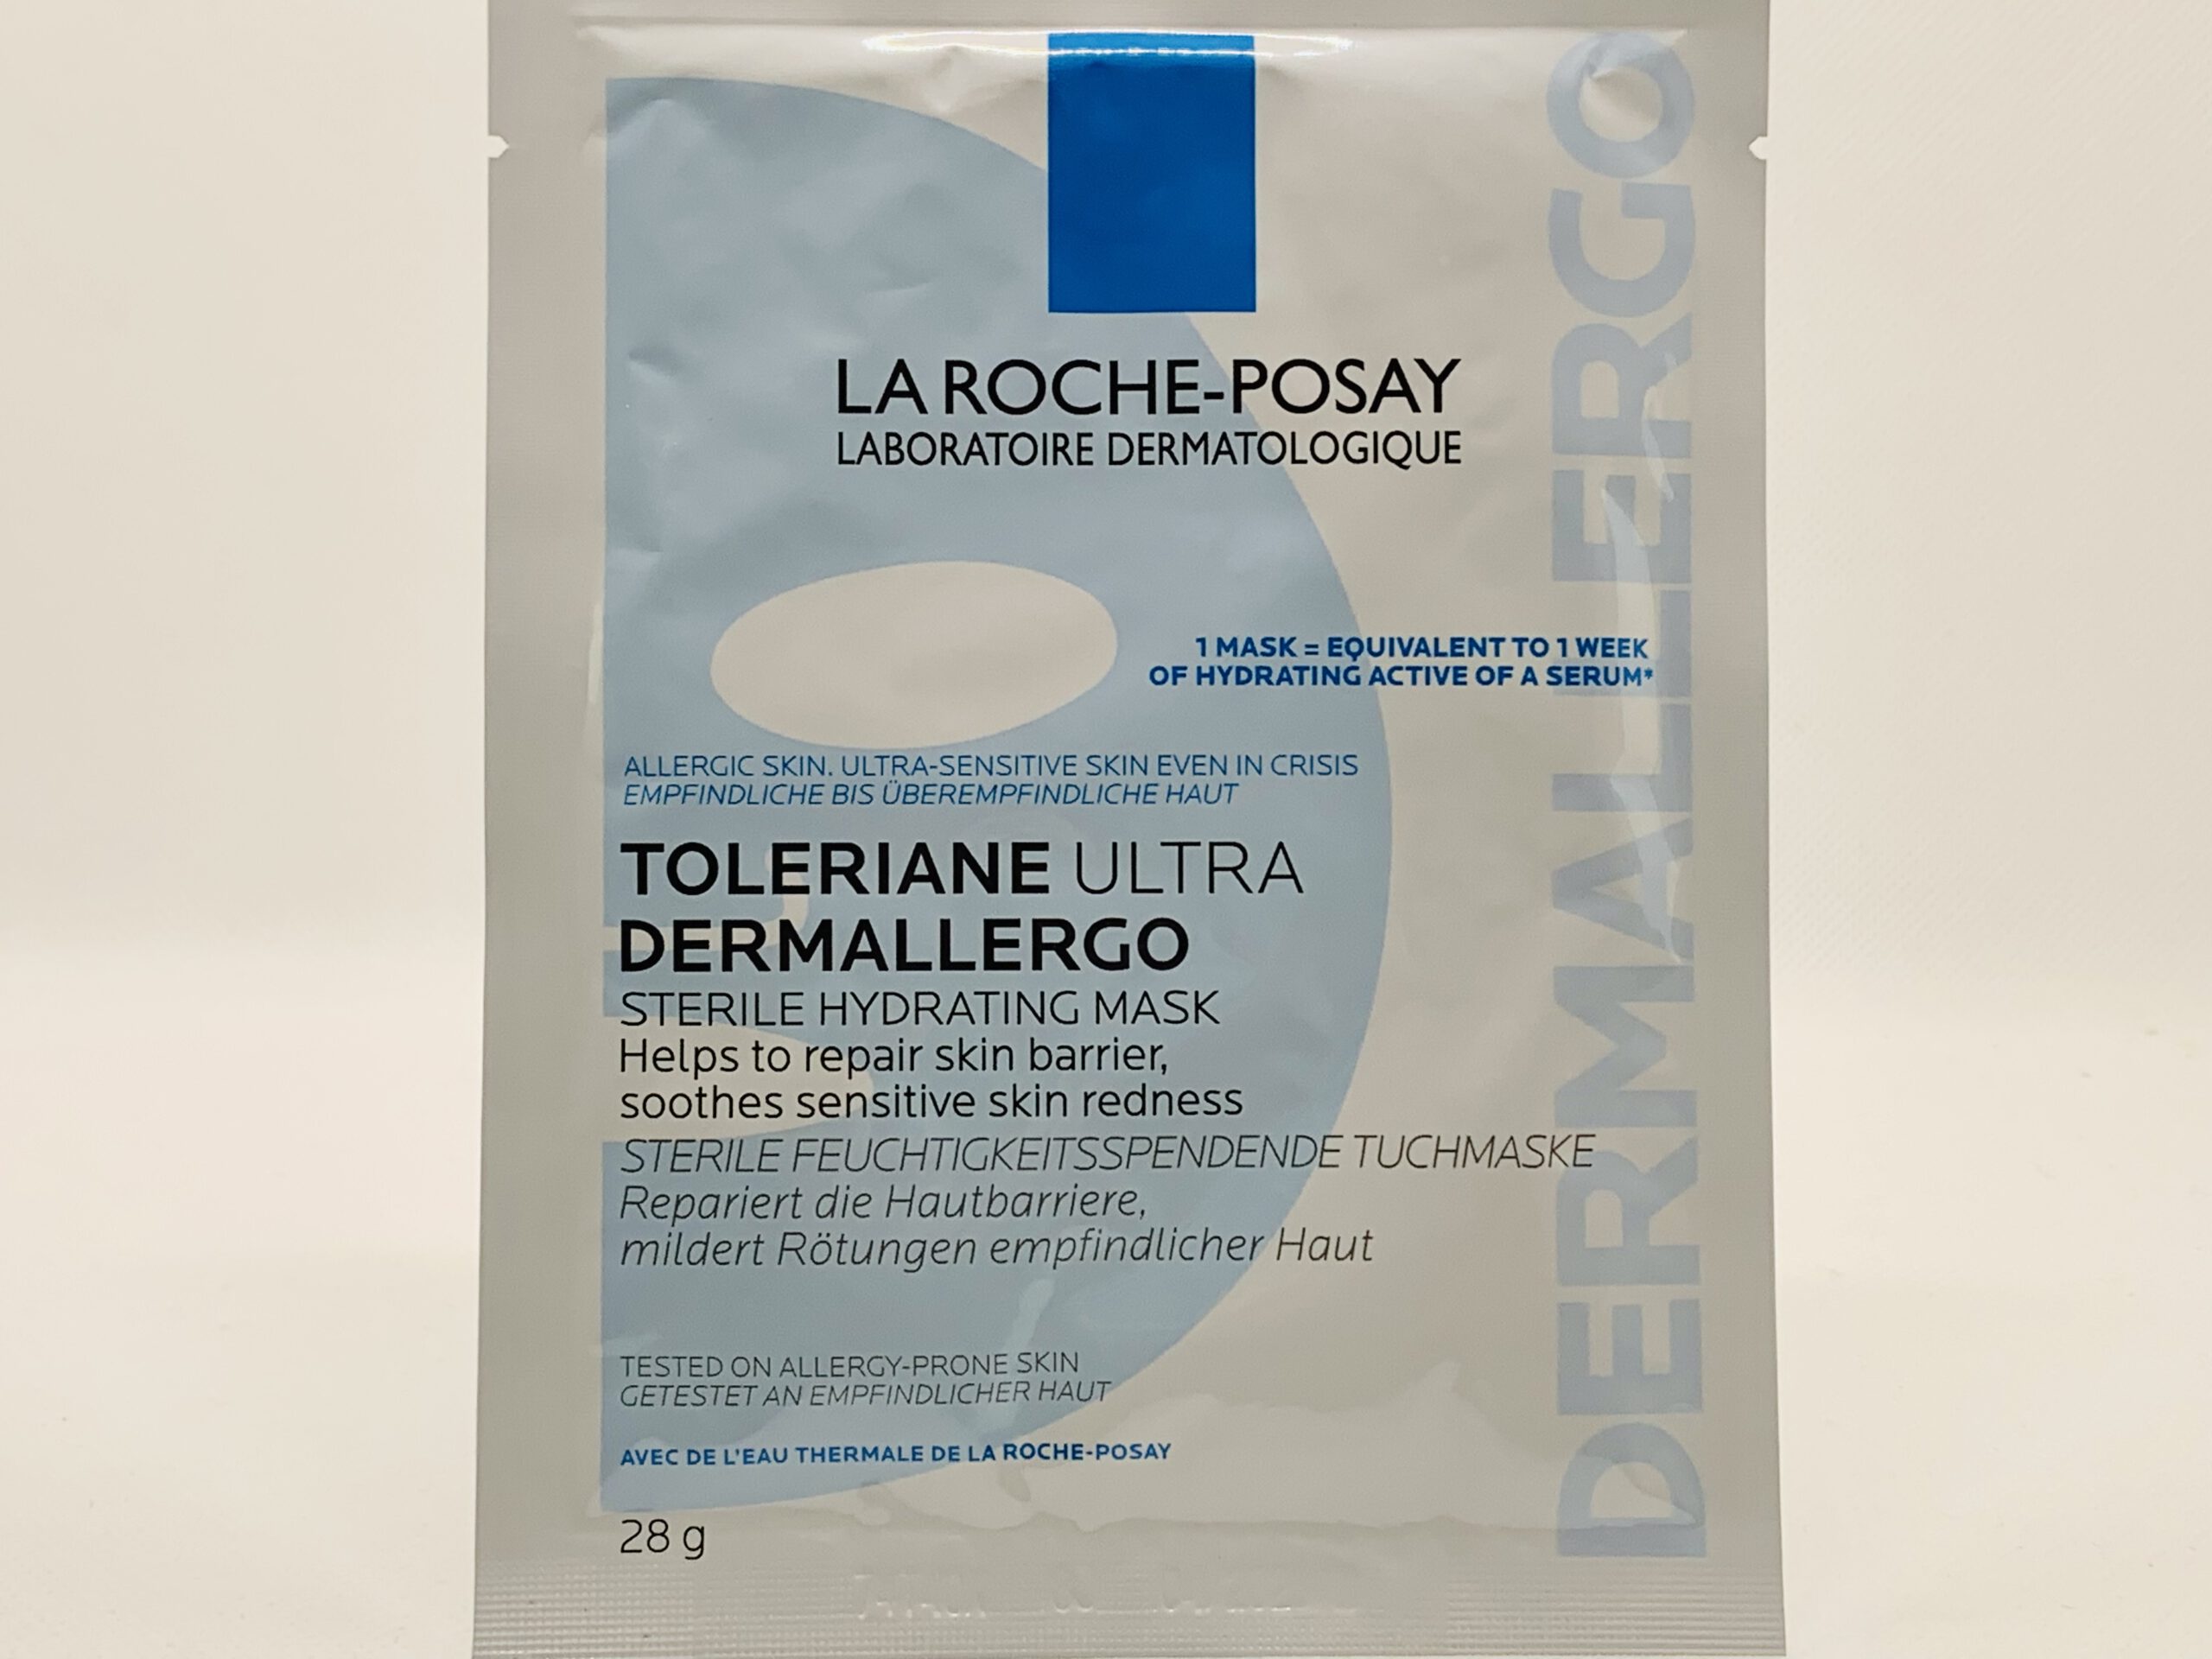 LA ROCHE-POSAY
LABORATOIRE DERMATOLOGIQUE
1 MASK = EQUIVALENT TO 1 WEEK
OF HYDRATING ACTIVE OF A SERUM*
ALLERGIC SKIN. ULTRA-SENSITIVE SKIN EVEN IN CRISIS
EMPFINDLICHE BIS ÜBEREMPFINDLICHE HAUT
TOLERIANE ULTRA
DERMALLERGO
STERILE HYDRATING MASK
Helps to repair skin barrier,
soothes sensitive skin redness
STERILE FEUCHTIGKEITSSPENDENDE TUCHMASKE
Repariert die Hautbarriere,
mildert Rötungen empfindlicher Haut
TESTED ON ALLERGY-PRONE SKIN
GETESTET AN EMPFINDLICHER HAUT
AVEC DE L'EAU THERMALE DE LA ROCHE-POSAY
28 g
DERMALLERGO